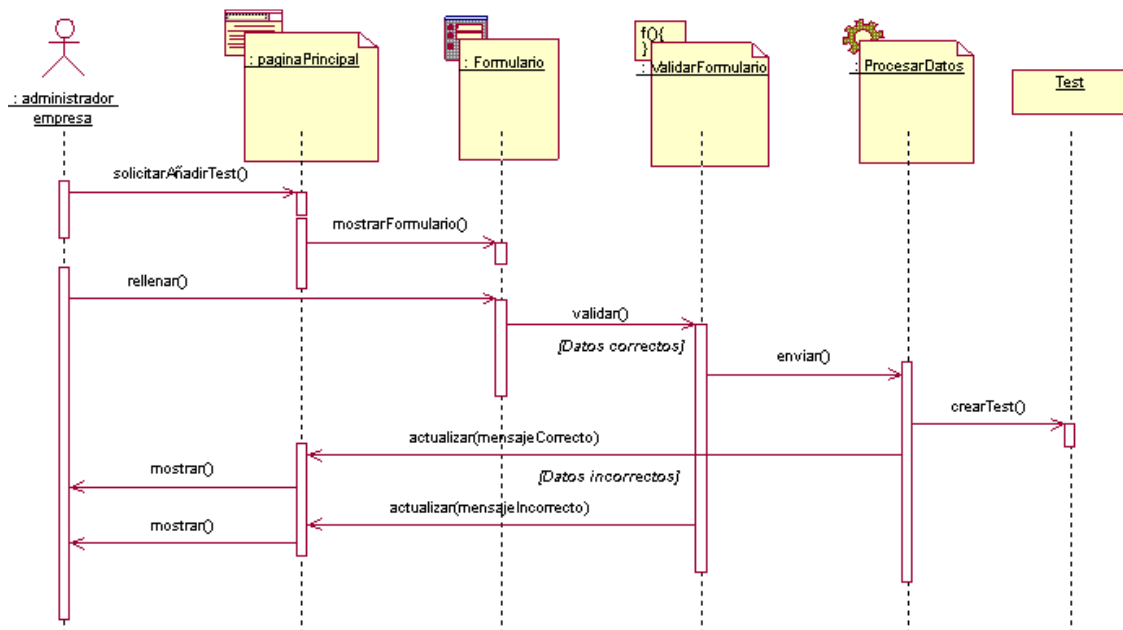 f(){
}
: paginaPrincipal
: Formulario
: ValidarFormulario
: ProcesarDatos
Test
: administrador
empresa
solicitarAñadirTest()
mostrarFormulario()
rellenar()
validar()
[Datos correctos]
enviar()
crearTest()
actualizar(mensajeCorrecto)
mostrar()
[Datos incorrectos]
actualizar(mensajeIncorrecto)
mostrar()